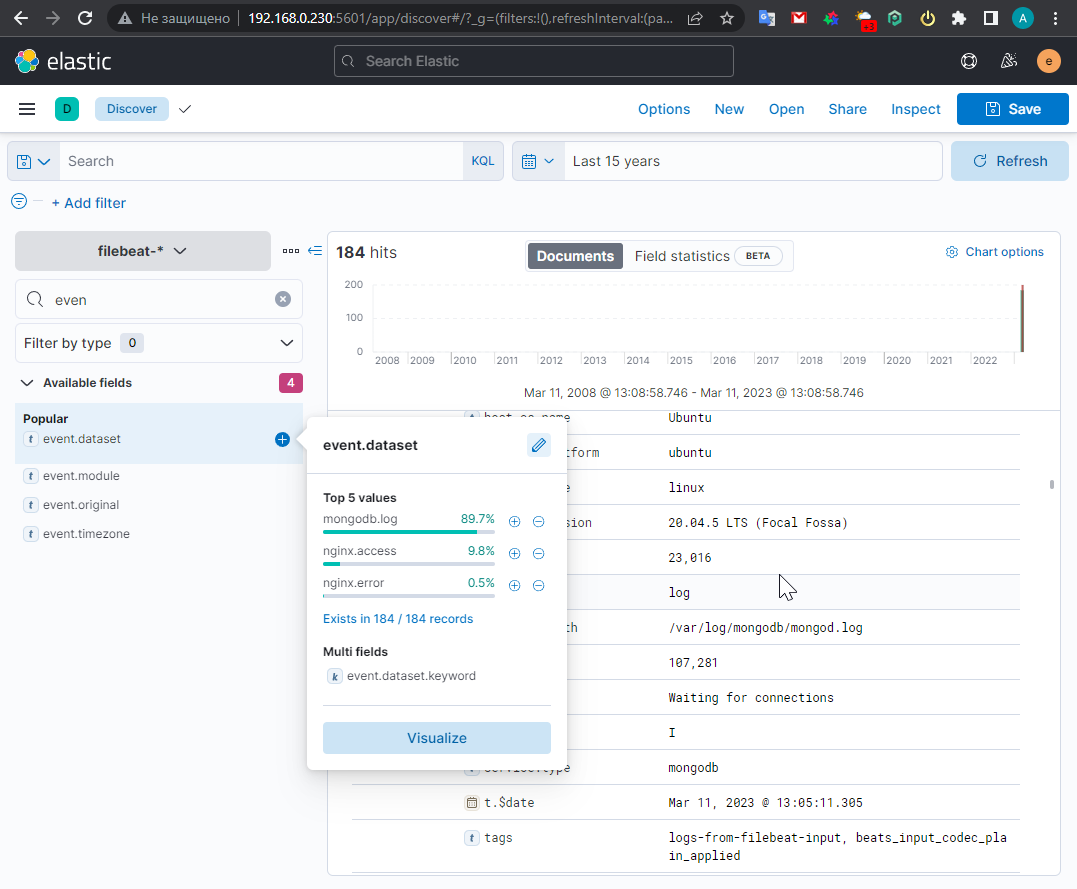 Не защищено
192.168.0.230:5601/app/discover#/?_g=(filters:!(),refreshInterval:(pa...
+3
A
elastic
Search Elastic
e
D
Discover
Options
New
Open
Share
Inspect
Save
Search
KQL
Last 15 years
Refresh
+ Add filter
filebeat-*
184 hits
Documents
Field statistics
BETA
Chart options
even
Filter by type 0
Available fields
4
Popular
t event.dataset
t event.module
t event.original
t event.timezone
200
100
0
2008 2009 2010 2011 2012 2013 2014 2015 2016 2017 2018 2019 2020 2021 2022
Mar 11, 2008 @ 13:08:58.746 - Mar 11, 2023 @ 13:08:58.746
event.dataset
Top 5 values
mongodb.log 89.7%
nginx.access 9.8%
nginx.error 0.5%
Exists in 184 / 184 records
Multi fields
k event.dataset.keyword
Visualize
t host.os.name Ubuntu
tform ubuntu
e linux
sion 20.04.5 LTS (Focal Fossa)
23,016
log
th /var/log/mongodb/mongod.log
107,281
Waiting for connections
I
t service.type mongodb
t.$date Mar 11, 2023 @ 13:05:11.305
t tags logs-from-filebeat-input, beats_input_codec_pla
in_applied